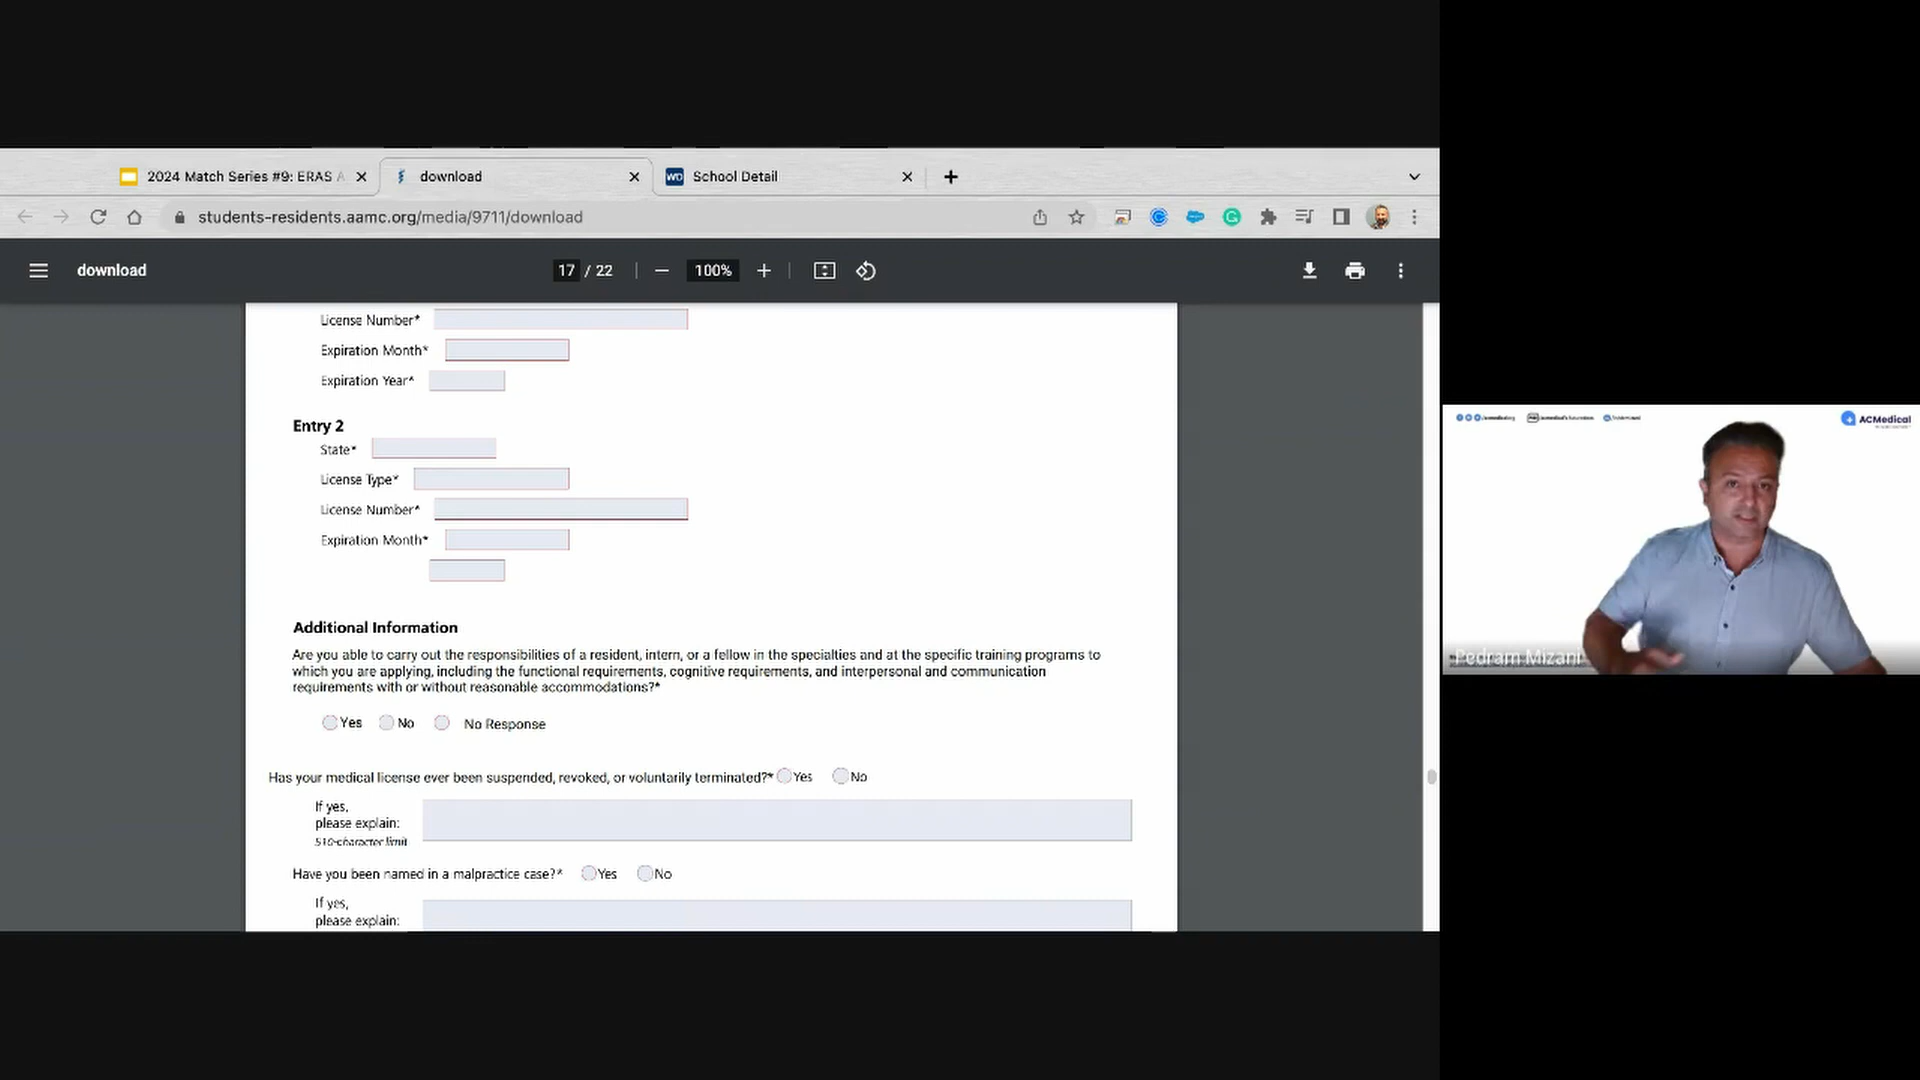 2024 Match Series #9: ERAS A
download
School Detail
students-residents.aamc.org/media/9711/download
download
17 / 22
100%
License Number*
Expiration Month*
Expiration Year*
Entry 2
State*
License Type*
License Number*
Expiration Month*
Additional Information
Are you able to carry out the responsibilities of a resident, intern, or a fellow in the specialties and at the specific training programs to
which you are applying, including the functional requirements, cognitive requirements, and interpersonal and communication
requirements with or without reasonable accommodations?*
Yes No No Response
Has your medical license ever been suspended, revoked, or voluntarily terminated?* Yes No
If yes,
please explain:
510-character limit
Have you been named in a malpractice case?* Yes No
If yes,
please explain:
ACMedical
Pedram Mizani